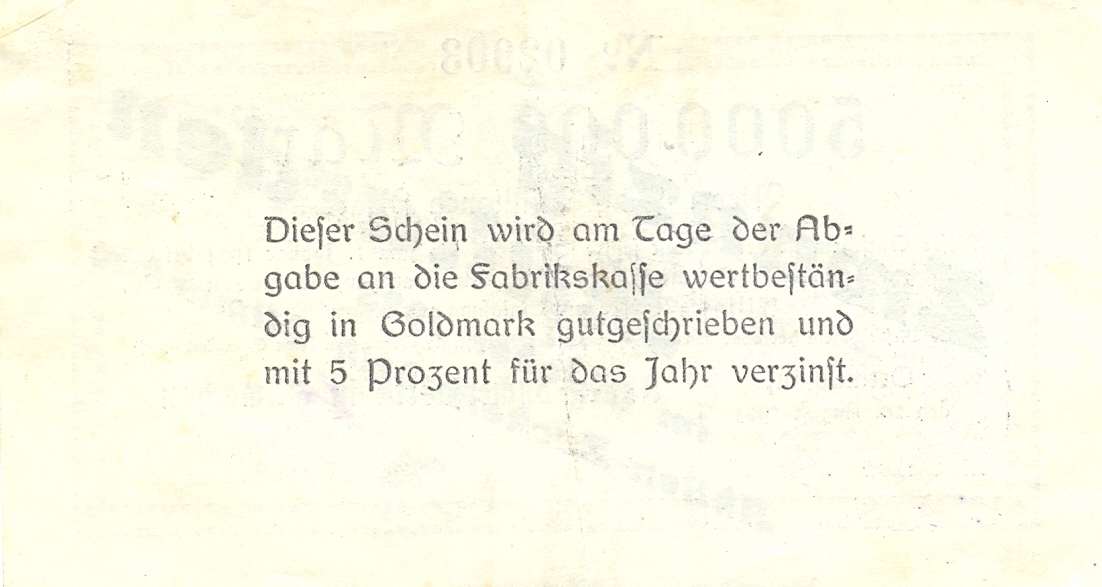 Dieſer Schein wird am Tage der Ab⸗
gabe an die Fabrikskaſſe wertbeſtän⸗
dig in Goldmark gutgeſchrieben und
mit 5 Prozent für das Jahr verzinſt.